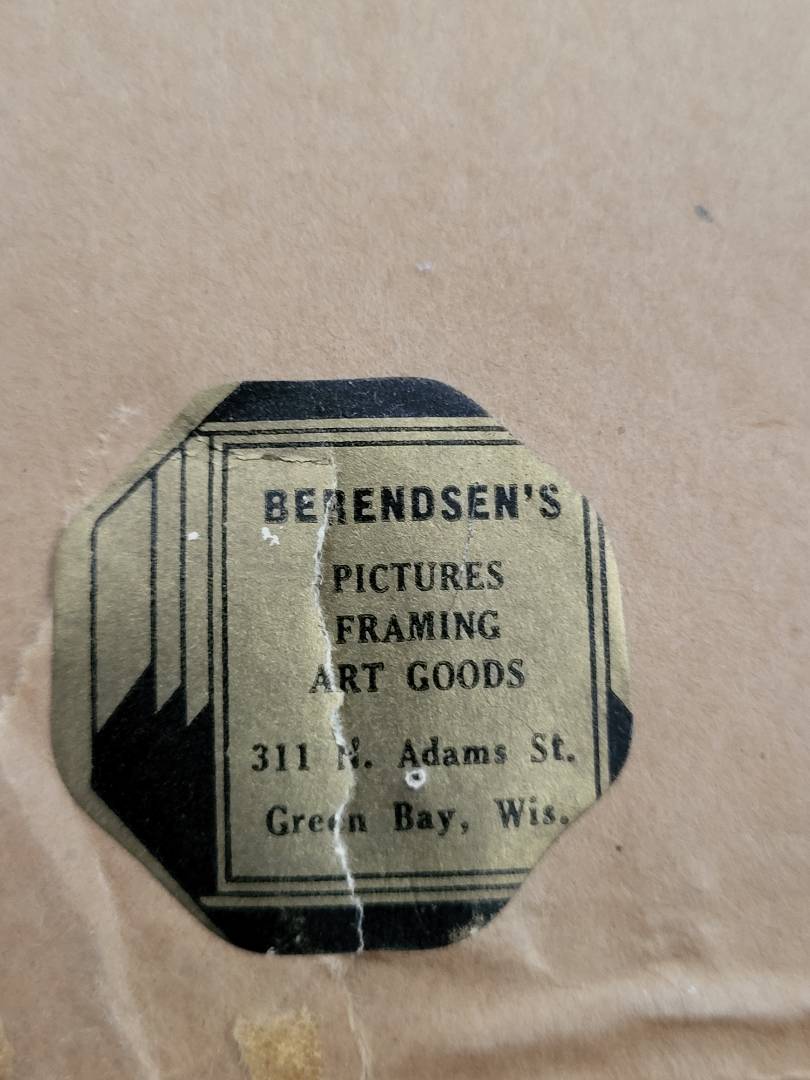 BERENDSEN'S
PICTURES
FRAMING
ART GOODS
311 N. Adams St.
Green Bay, Wis.